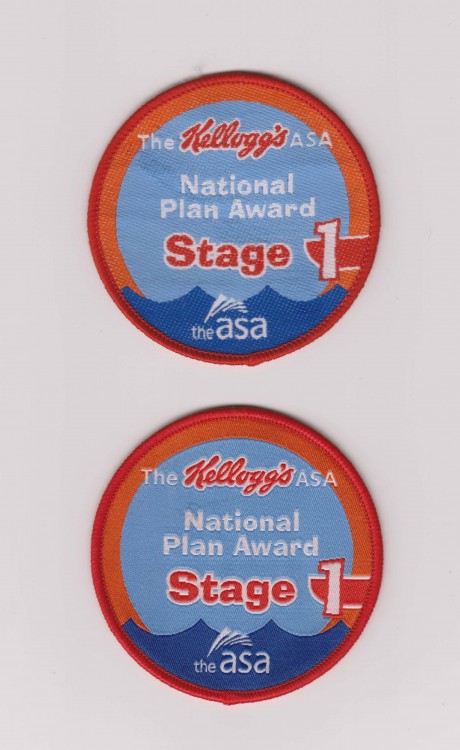 The Kellogg's ASA
National
Plan Award
Stage 1
the asa
The Kellogg's ASA
National
Plan Award
Stage 1
the asa